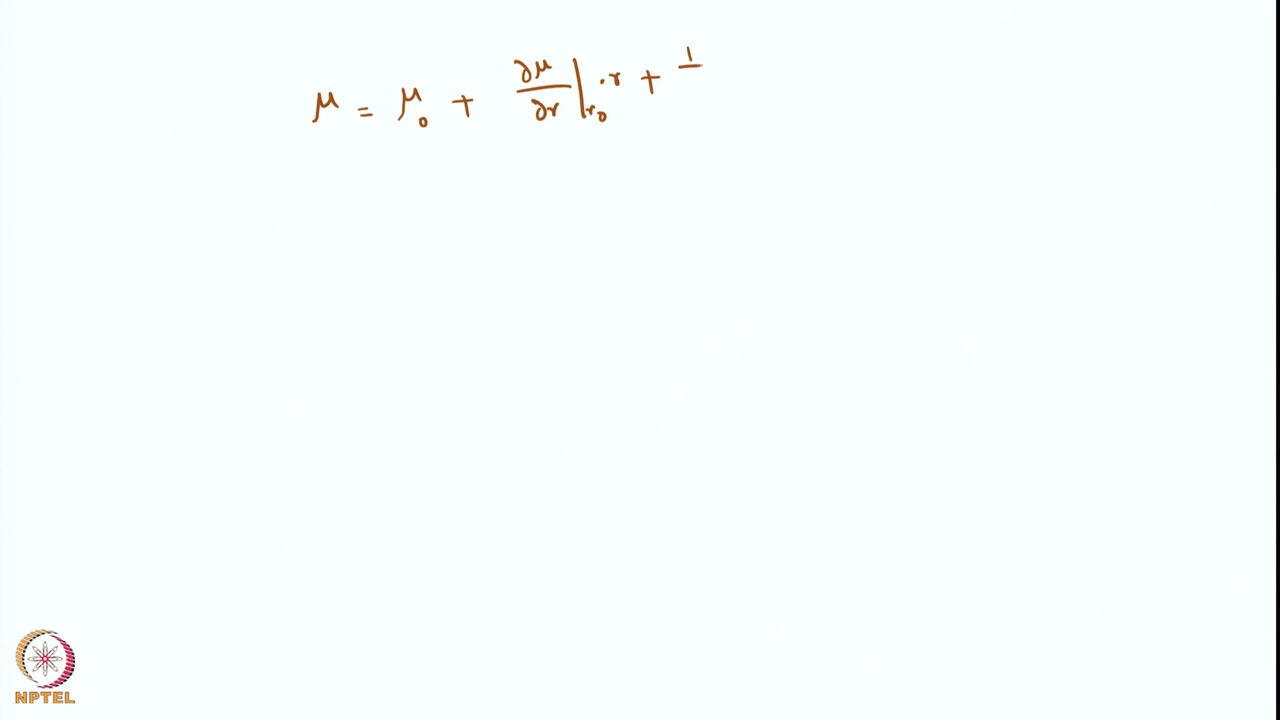 μ = μ₀ + ∂μ/∂r |r₀ · r + 1/
NPTEL